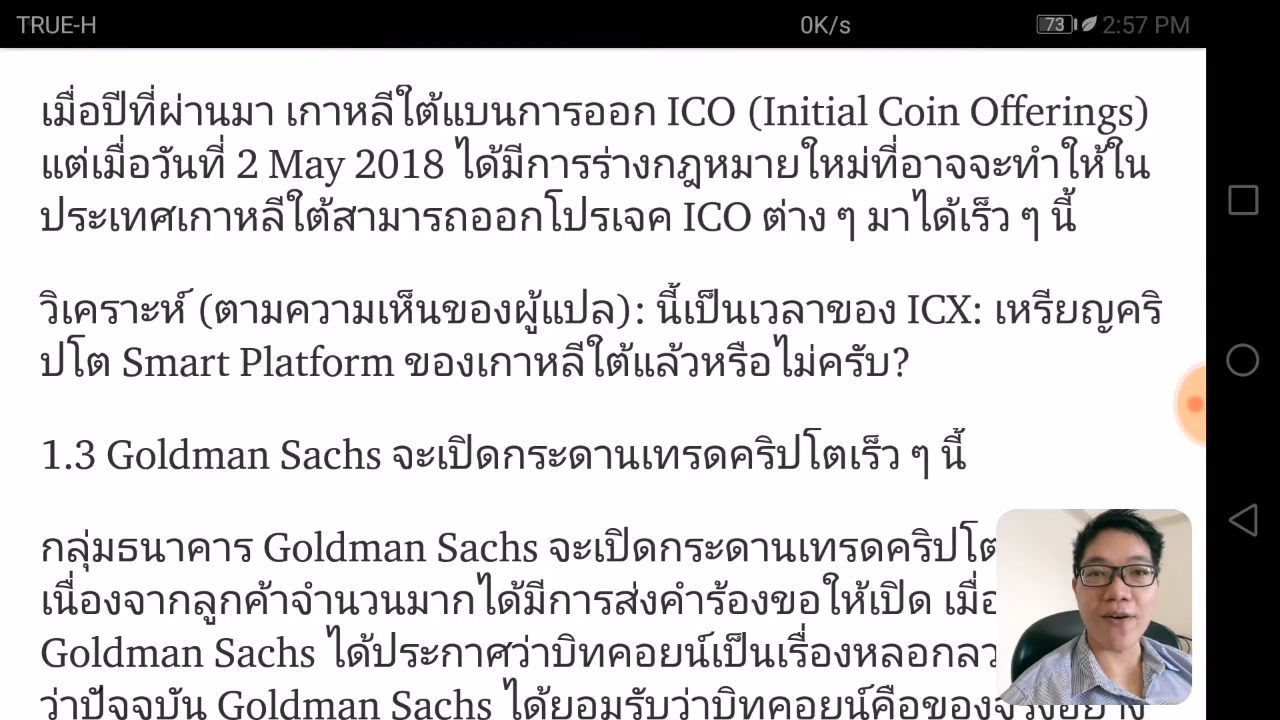 TRUE-H 0K/s 73 2:57 PM
เมื่อปีที่ผ่านมา เกาหลีใต้แบนการออก ICO (Initial Coin Offerings)
แต่เมื่อวันที่ 2 May 2018 ได้มีการร่างกฎหมายใหม่ที่อาจจะทำให้ใน
ประเทศเกาหลีใต้สามารถออกโปรเจค ICO ต่าง ๆ มาได้เร็ว ๆ นี้
วิเคราะห์ (ตามความเห็นของผู้แปล): นี้เป็นเวลาของ ICX: เหรียญคริ
ปโต Smart Platform ของเกาหลีใต้แล้วหรือไม่ครับ?
1.3 Goldman Sachs จะเปิดกระดานเทรดคริปโตเร็ว ๆ นี้
กลุ่มธนาคาร Goldman Sachs จะเปิดกระดานเทรดคริปโต
เนื่องจากลูกค้าจำนวนมากได้มีการส่งคำร้องขอให้เปิด
Goldman Sachs ได้ประกาศว่าบิทคอยน์เป็นเรื่อง
ว่าปัจจุบัน Goldman Sachs ได้ยอมรับว่าบิทคอยน์คือของ